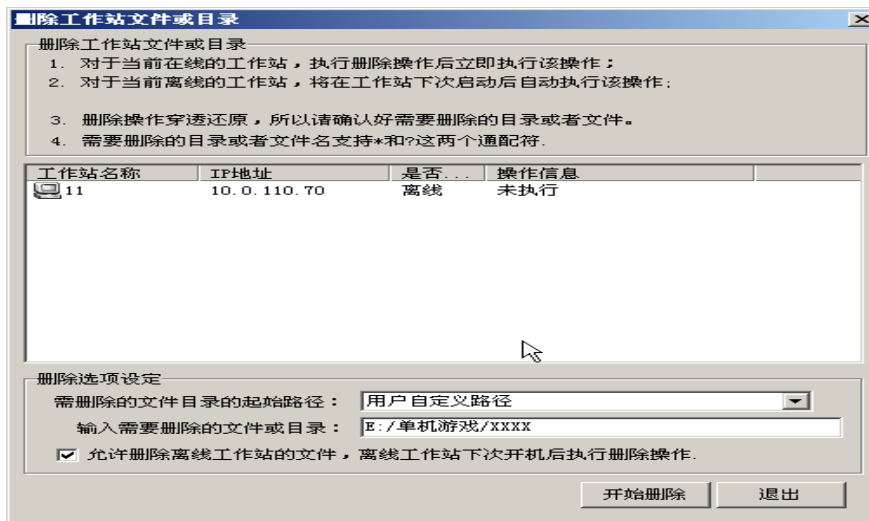 删除工作站文件或目录
删除工作站文件或目录
1. 对于当前在线的工作站，执行删除操作后立即执行该操作；
2. 对于当前离线的工作站，将在工作站下次启动后自动执行该操作;
3. 删除操作穿透还原，所以请确认好需要删除的目录或者文件。
4. 需要删除的目录或者文件名支持*和?这两个通配符.
工作站名称 IP地址 是否... 操作信息
11 10.0.110.70 离线 未执行
删除选项设定
需删除的文件目录的起始路径： 用户自定义路径
输入需要删除的文件或目录： E:/单机游戏/XXXX
允许删除离线工作站的文件，离线工作站下次开机后执行删除操作.
开始删除 退出